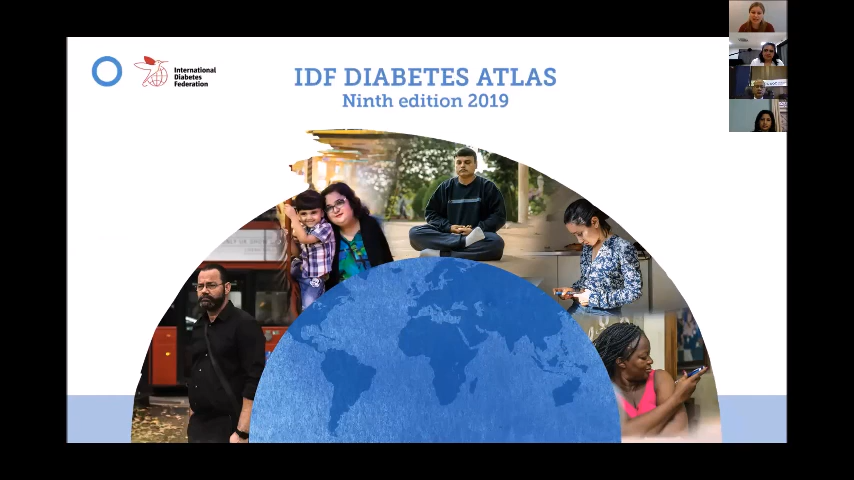 International
Diabetes
Federation
IDF DIABETES ATLAS
Ninth edition 2019